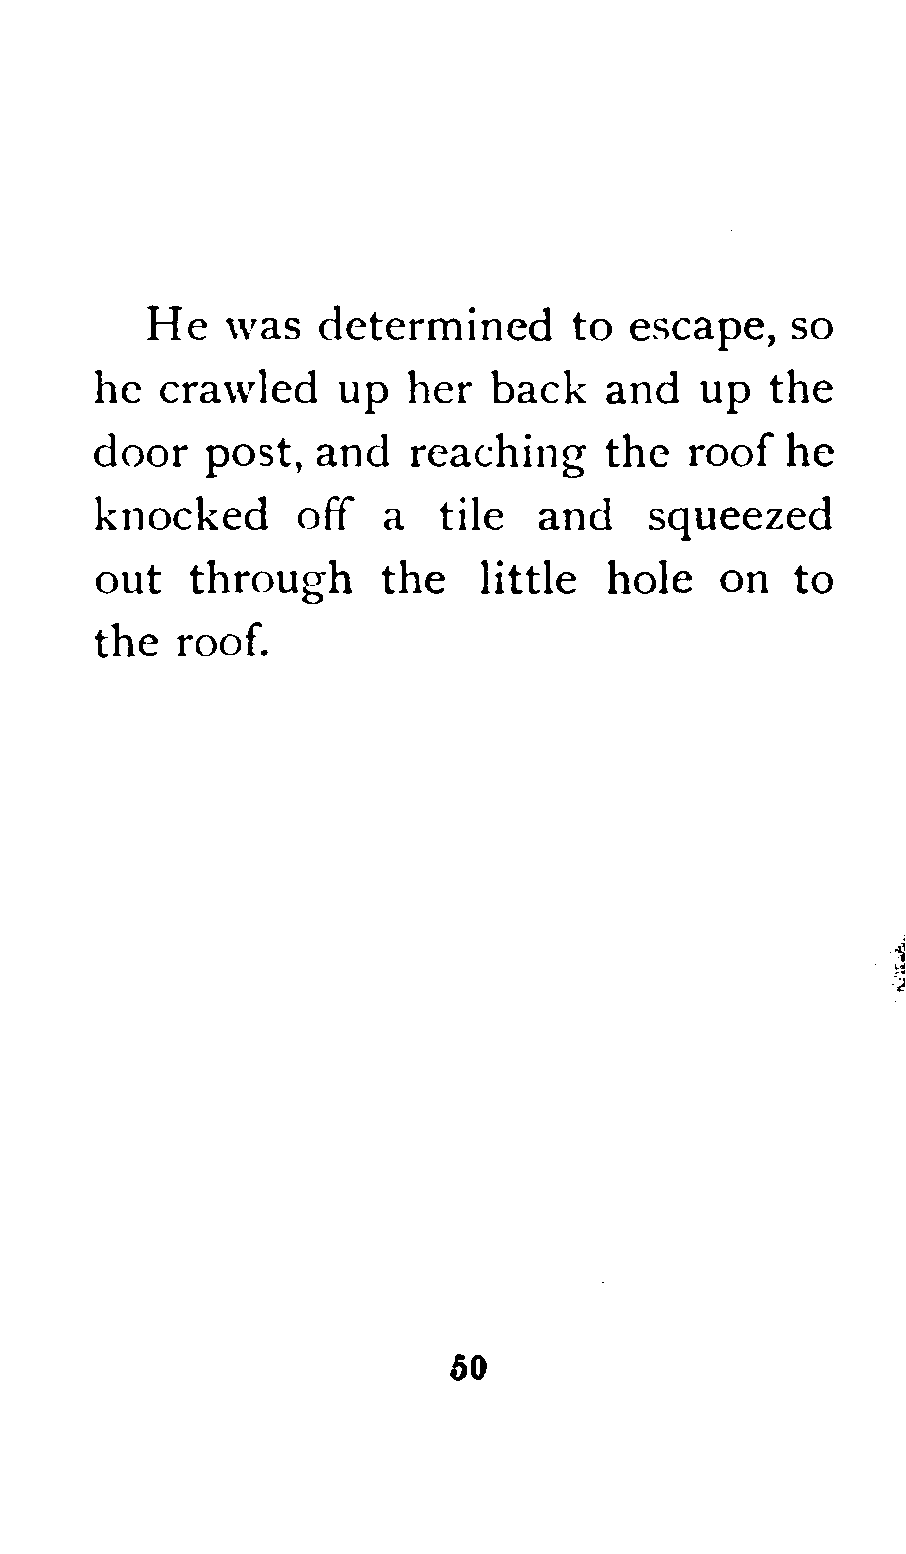 He was determined to escape, so
he crawled up her back and up the
door post, and reaching the roof he
knocked off a tile and squeezed
out through the little hole on to
the roof.
50